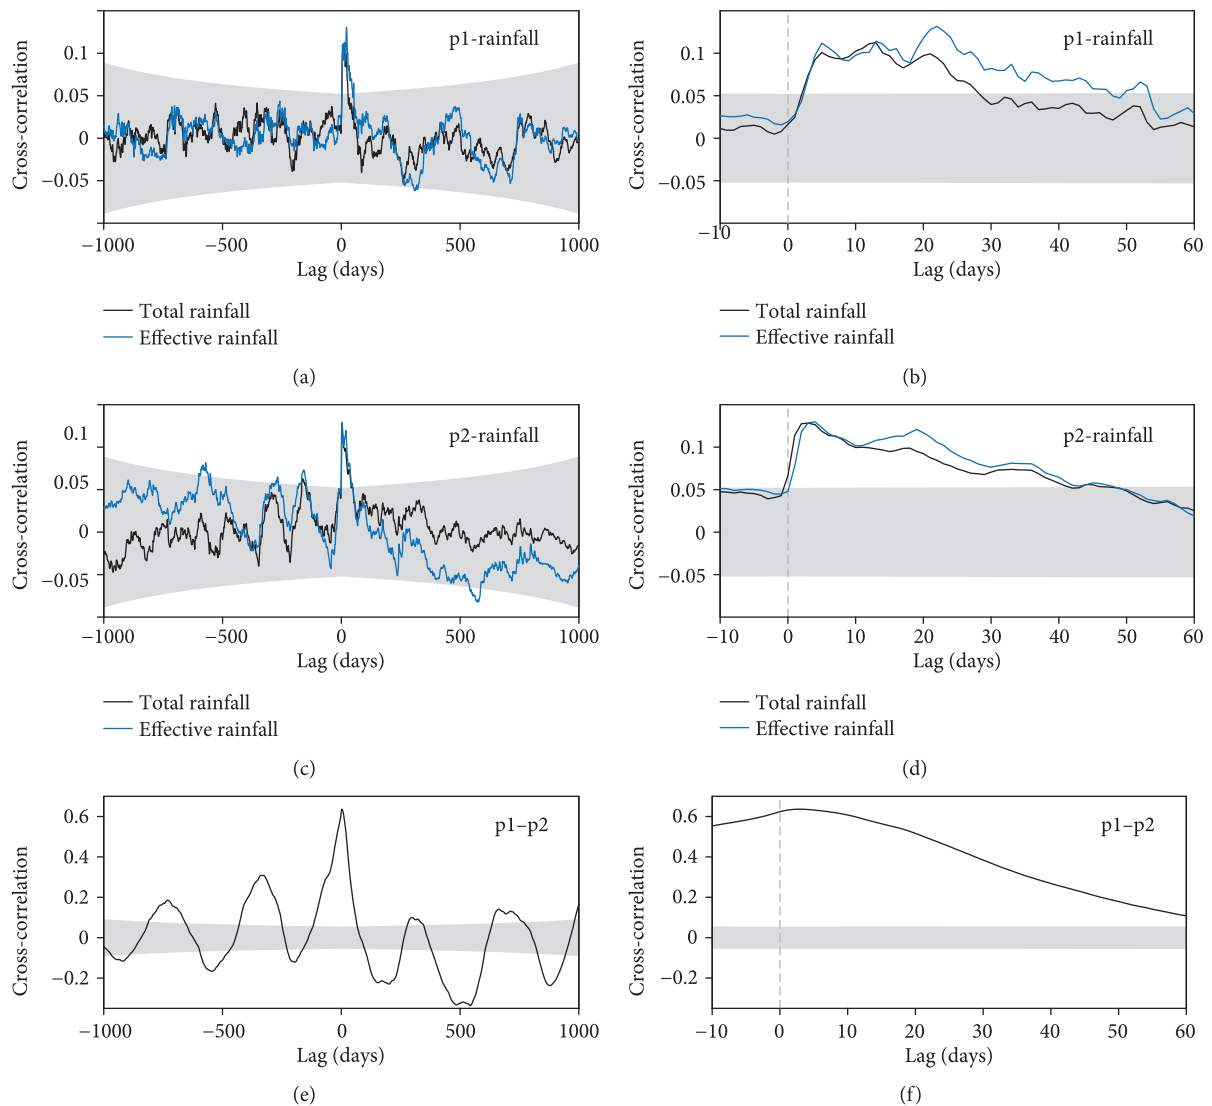 p1-rainfall
Cross-correlation
0.1
0.05
0
−0.05
−1000 −500 0 500 1000
Lag (days)
Total rainfall
Effective rainfall
(a)
p1-rainfall
Cross-correlation
0.1
0.05
0
−0.05
−10 0 10 20 30 40 50 60
Lag (days)
Total rainfall
Effective rainfall
(b)
p2-rainfall
Cross-correlation
0.1
0.05
0
−0.05
−1000 −500 0 500 1000
Lag (days)
Total rainfall
Effective rainfall
(c)
p2-rainfall
Cross-correlation
0.1
0.05
0
−0.05
−10 0 10 20 30 40 50 60
Lag (days)
Total rainfall
Effective rainfall
(d)
p1–p2
Cross-correlation
0.6
0.4
0.2
0
−0.2
−1000 −500 0 500 1000
Lag (days)
(e)
p1–p2
Cross-correlation
0.6
0.4
0.2
0
−0.2
−10 0 10 20 30 40 50 60
Lag (days)
(f)